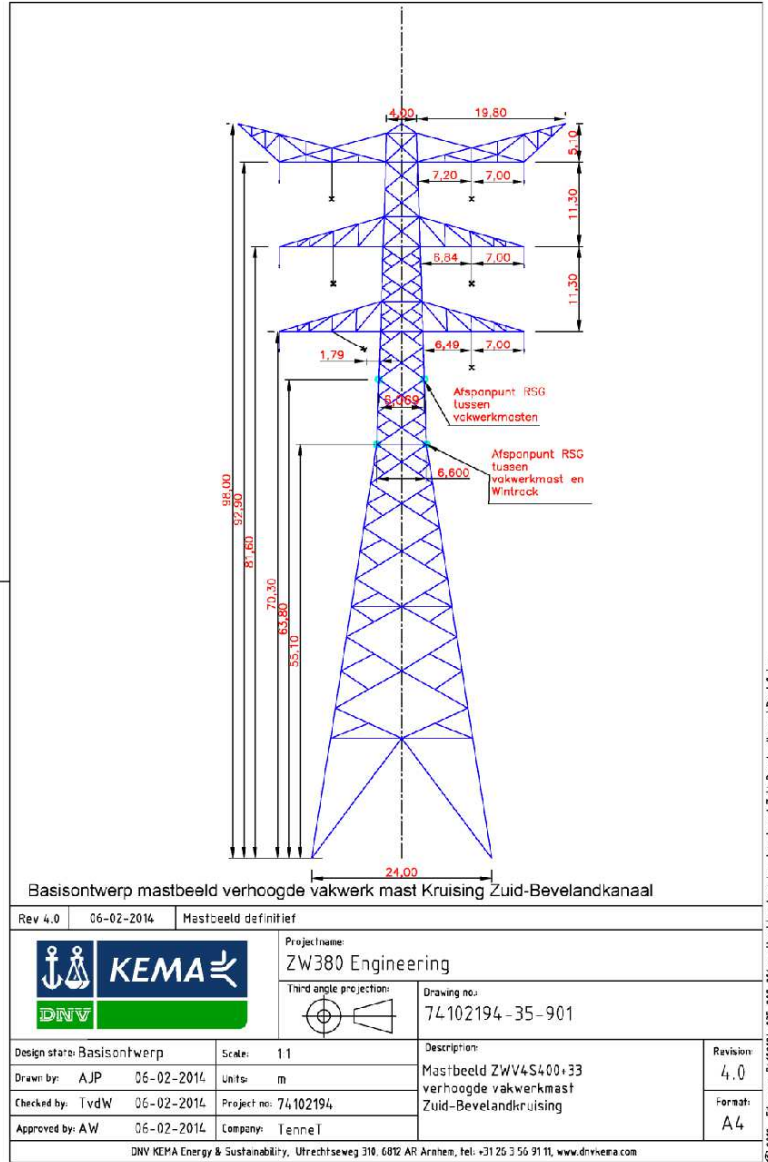 4,00
19,80
5,10
7,20
7,00
11,30
6,84
7,00
11,30
1,79
6,49
7,00
Afspanpunt RSG
tussen
vakwerkmasten
6,069
Afspanpunt RSG
tussen
vakwerkmast en
Wintrack
6,600
98,00
92,90
81,60
70,30
63,80
55,10
24,00
Basisontwerp mastbeeld verhoogde vakwerk mast Kruising Zuid-Bevelandkanaal
Rev 4.0 06-02-2014 Mastbeeld definitief
KEMA
DNV
Projectname:
ZW380 Engineering
Third angle projection:
Drawing no.:
74102194-35-901
Design state: Basisontwerp
Scale: 1:1
Description:
Mastbeeld ZWV4S400+33
verhoogde vakwerkmast
Zuid-Bevelandkruising
Revision:
4.0
Drawn by: AJP 06-02-2014
Units: m
Checked by: TvdW 06-02-2014
Project no: 74102194
Format:
A4
Approved by: AW 06-02-2014
Company: TenneT
DNV KEMA Energy & Sustainability, Utrechtseweg 310, 6812 AR Arnhem, tel: +31 26 3 56 91 11, www.dnvkema.com